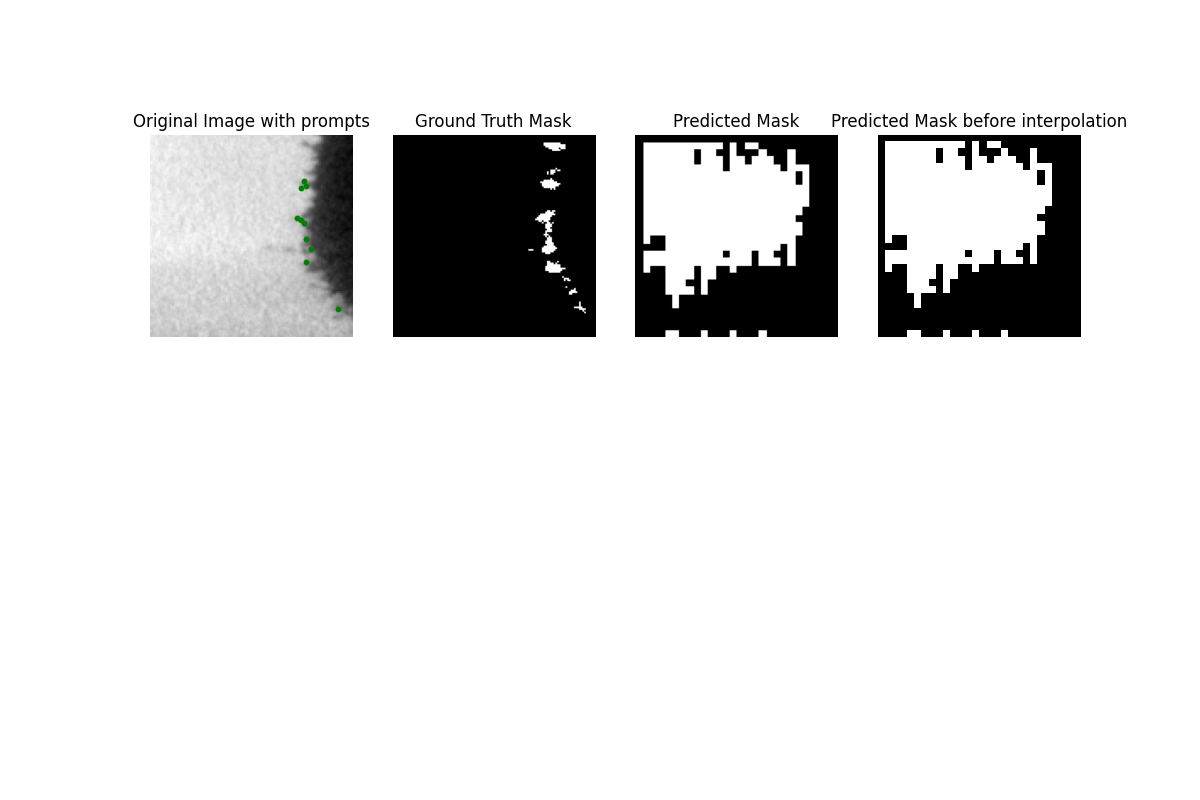 Original Image with prompts
Ground Truth Mask
Predicted Mask
Predicted Mask before interpolation